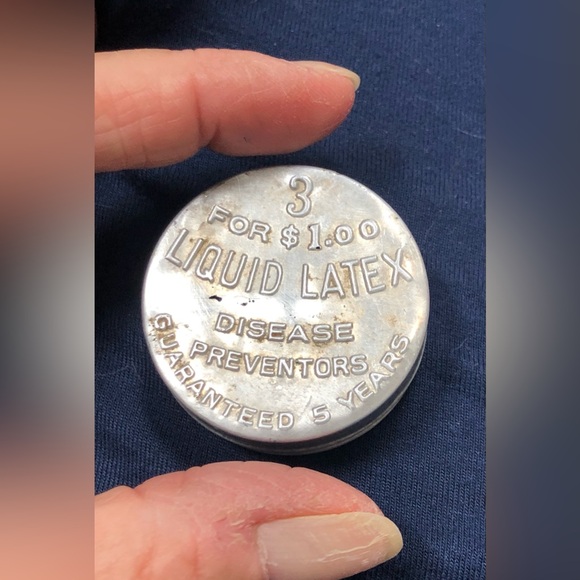 3
FOR $1.00
LIQUID LATEX
DISEASE
PREVENTORS
GUARANTEED 5 YEARS